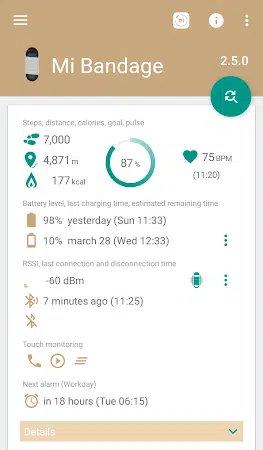 Mi Bandage
2.5.0
Steps, distance, calories, goal, pulse
7,000
4,871 m
177 kcal
87 %
75 BPM
(11:20)
Battery level, last charging time, estimated remaining time
98% yesterday (Sun 11:33)
10% march 28 (Wed 12:33)
RSSI, last connection and disconnection time
-60 dBm
7 minutes ago (11:25)
Touch monitoring
Next alarm (Workday)
in 18 hours (Tue 06:15)
Details